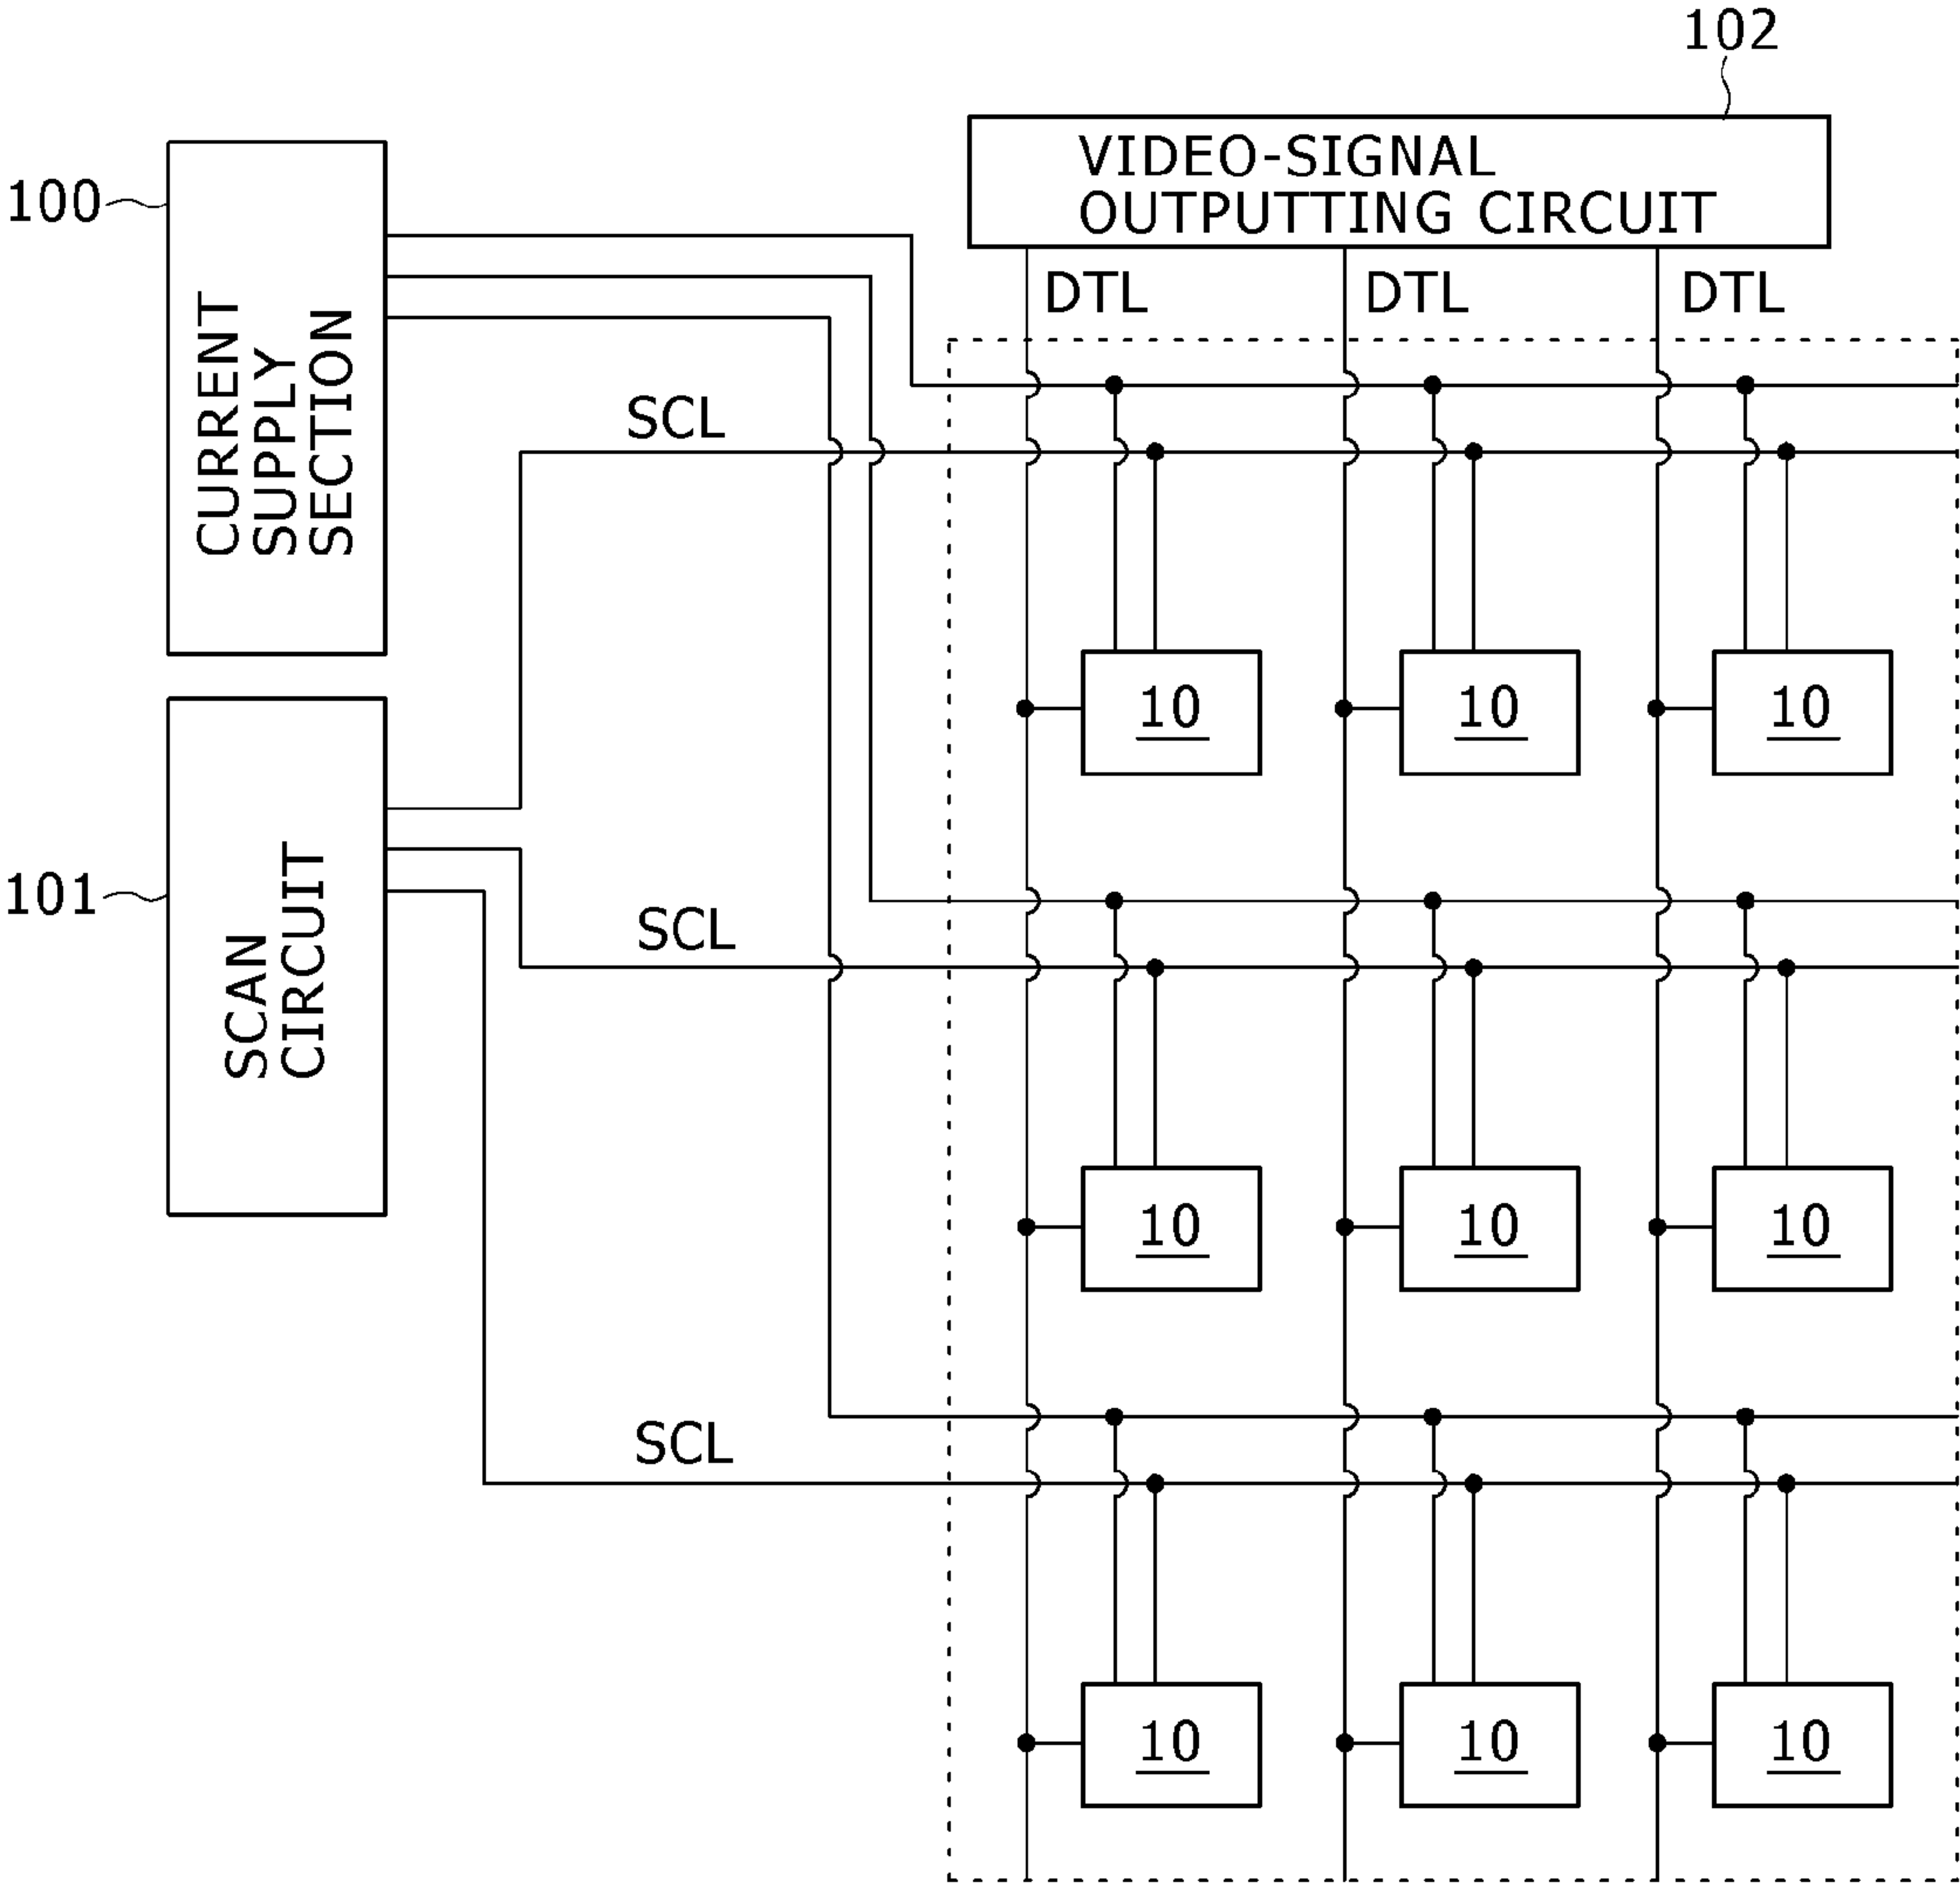 102
VIDEO-SIGNAL
OUTPUTTING CIRCUIT
100
CURRENT
SUPPLY
SECTION
DTL
DTL
DTL
SCL
10
10
10
101
SCAN
CIRCUIT
SCL
10
10
10
SCL
10
10
10